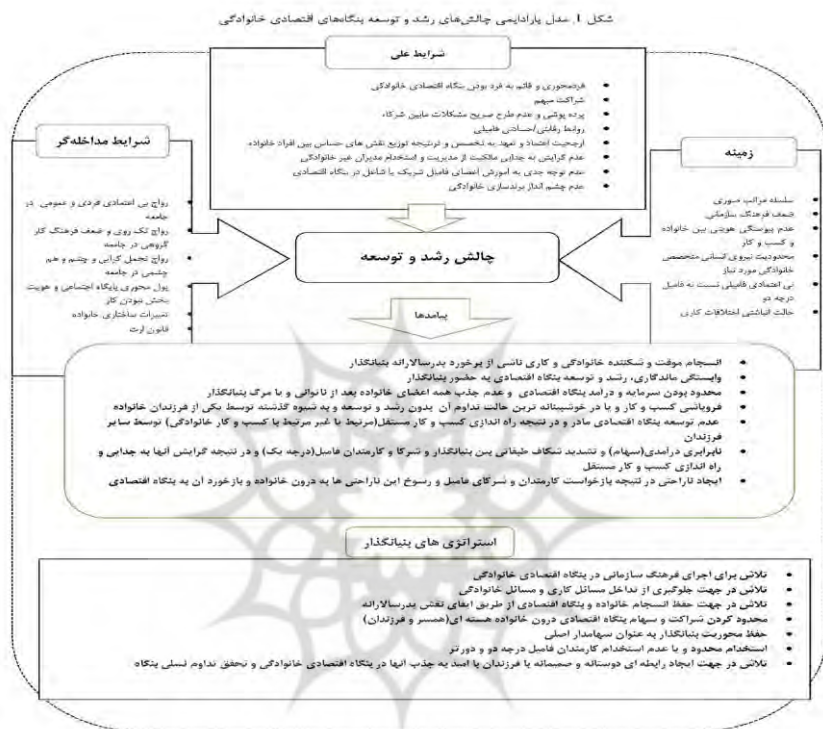 شکل ۱. مدل پارادایمی چالش‌های رشد و توسعه بنگاه‌های اقتصادی خانوادگی
شرایط علی
فردمحوری و قائم به فرد بودن بنگاه اقتصادی خانوادگی
شراکت مبهم
پرده پوشی و عدم طرح صریح مشکلات مابین شرکاء
روابط رقابتی/حسادتی فامیلی
ارجحیت اعتماد و تعهد به تخصص و درنتیجه توزیع نقش های حساس بین افراد خانواده
عدم گرایش به جدایی مالکیت از مدیریت و استخدام مدیران غیر خانوادگی
عدم توجه جدی به آموزش اعضای فامیل شریک یا شاغل در بنگاه اقتصادی
عدم چشم انداز برندسازی خانوادگی
زمینه
سلسله مراتب صوری
ضعف فرهنگ سازمانی
عدم پیوستگی هویتی بین خانواده
و کسب و کار
محدودیت نیروی انسانی متخصص
خانوادگی مورد نیاز
بی اعتمادی فامیلی نسبت به فامیل
درجه دو
حالت انباشتی اختلافات کاری
شرایط مداخله‌گر
رواج بی اعتمادی فردی و عمومی در
جامعه
رواج تک روی و ضعف فرهنگ کار
گروهی در جامعه
رواج تجمل گرایی و چشم و هم
چشمی در جامعه
پول محوری پایگاه اجتماعی و هویت
بخش نبودن کار
تغییرات ساختاری خانواده
قانون ارث
چالش رشد و توسعه
پیامدها
انسجام موقت و شکننده خانوادگی و کاری ناشی از برخورد پدرسالارانه بنیانگذار
وابستگی ماندگاری، رشد و توسعه بنگاه اقتصادی به حضور بنیانگذار
محدود بودن سرمایه و درآمد بنگاه اقتصادی و عدم جذب همه اعضای خانواده بعد از ناتوانی و یا مرگ بنیانگذار
فروپاشی کسب و کار و یا در خوشبینانه ترین حالت تداوم آن بدون رشد و توسعه و به شیوه گذشته توسط یکی از فرزندان خانواده
عدم توسعه بنگاه اقتصادی مادر و در نتیجه راه اندازی کسب و کار مستقل(مرتبط یا غیر مرتبط با کسب و کار خانوادگی) توسط سایر
فرزندان
نابرابری درآمدی(سهام) و تشدید شکاف طبقاتی بین بنیانگذار و شرکا و کارمندان فامیل(درجه یک) و در نتیجه گرایش آنها به جدایی و
راه اندازی کسب و کار مستقل
ایجاد ناراحتی در نتیجه بازخواست کارمندان و شرکای فامیل و رسوخ این ناراحتی ها به درون خانواده و بازخورد آن به بنگاه اقتصادی
استراتژی های بنیانگذار
تلاش برای اجرای فرهنگ سازمانی در بنگاه اقتصادی خانوادگی
تلاش در جهت جلوگیری از تداخل مسائل کاری و مسائل خانوادگی
تلاش در جهت حفظ انسجام خانواده و بنگاه اقتصادی از طریق ایفای نقش پدرسالارانه
محدود کردن شراکت و سهام بنگاه اقتصادی درون خانواده هسته ای(همسر و فرزندان)
حفظ محوریت بنیانگذار به عنوان سهامدار اصلی
استخدام محدود و یا عدم استخدام کارمندان فامیل درجه دو و دورتر
تلاش در جهت ایجاد رابطه ای دوستانه و صمیمانه با فرزندان با امید به جذب آنها در بنگاه اقتصادی خانوادگی و تحقق تداوم نسلی بنگاه